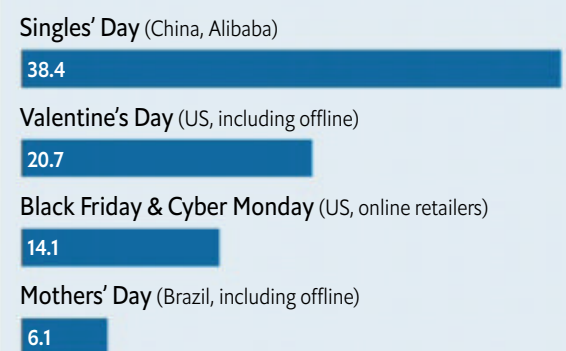 Singles’ Day (China, Alibaba)
38.4
Valentine’s Day (US, including offline)
20.7
Black Friday & Cyber Monday (US, online retailers)
14.1
Mothers’ Day (Brazil, including offline)
6.1